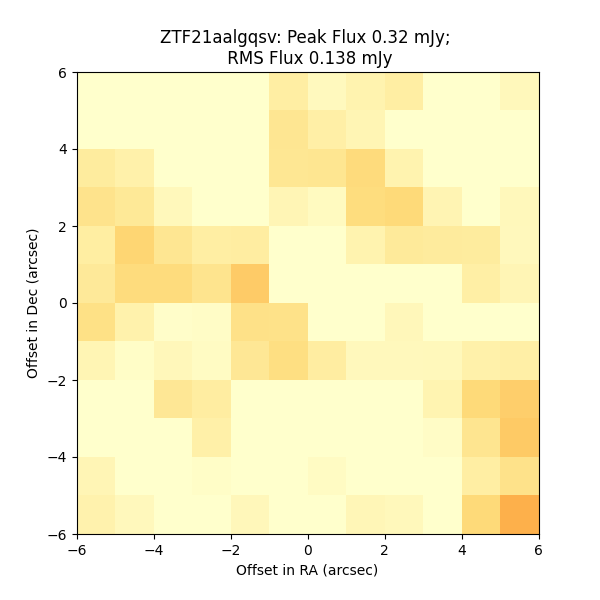 ZTF21aalgqsv: Peak Flux 0.32 mJy;
RMS Flux 0.138 mJy
6
4
2
0
−2
−4
−6
Offset in Dec (arcsec)
−6 −4 −2 0 2 4 6
Offset in RA (arcsec)